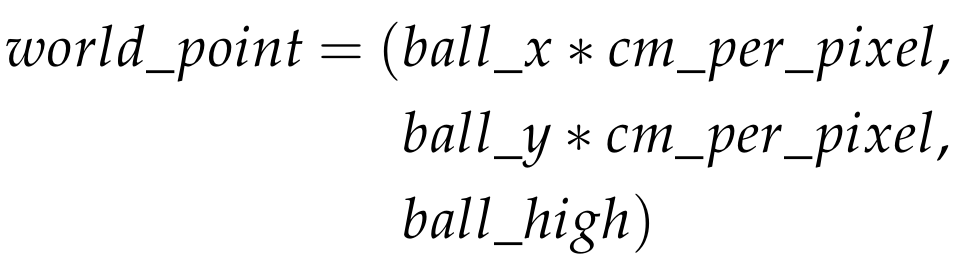 world_point = (ball_x * cm_per_pixel,
ball_y * cm_per_pixel,
ball_high)